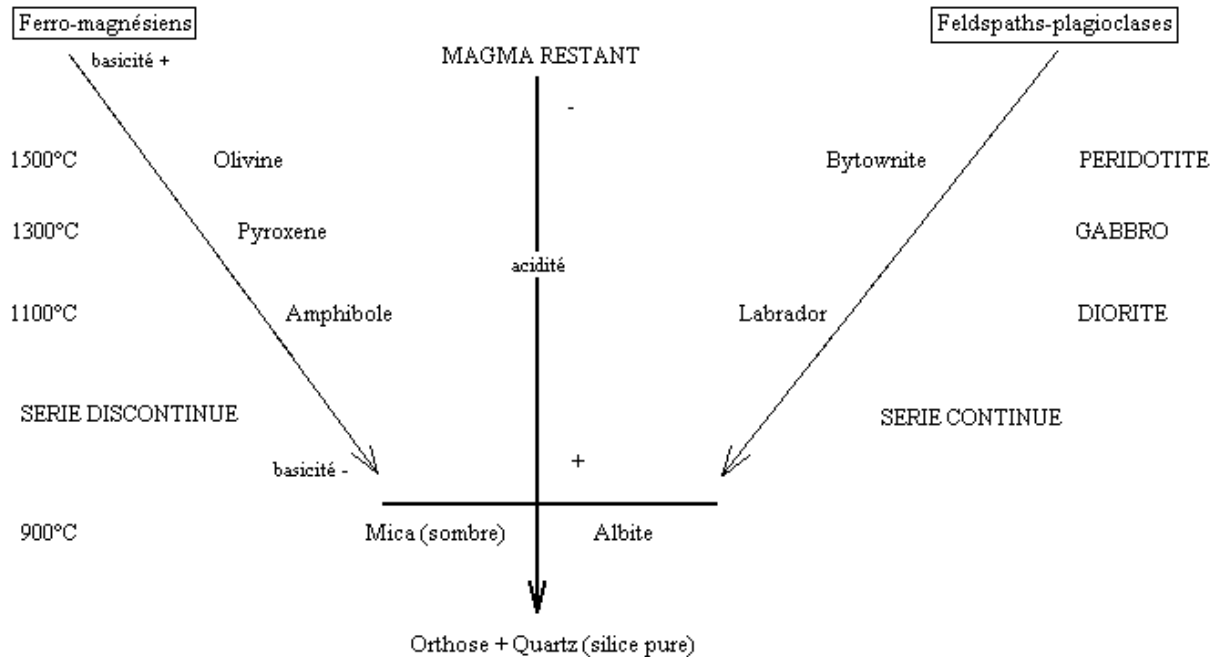 Ferro-magnésiens
Feldspaths-plagioclases
basicité +
MAGMA RESTANT
-
1500°C
Olivine
Bytownite
PERIDOTITE
1300°C
Pyroxene
GABBRO
acidité
1100°C
Amphibole
Labrador
DIORITE
SERIE DISCONTINUE
SERIE CONTINUE
basicité -
+
900°C
Mica (sombre)
Albite
Orthose + Quartz (silice pure)